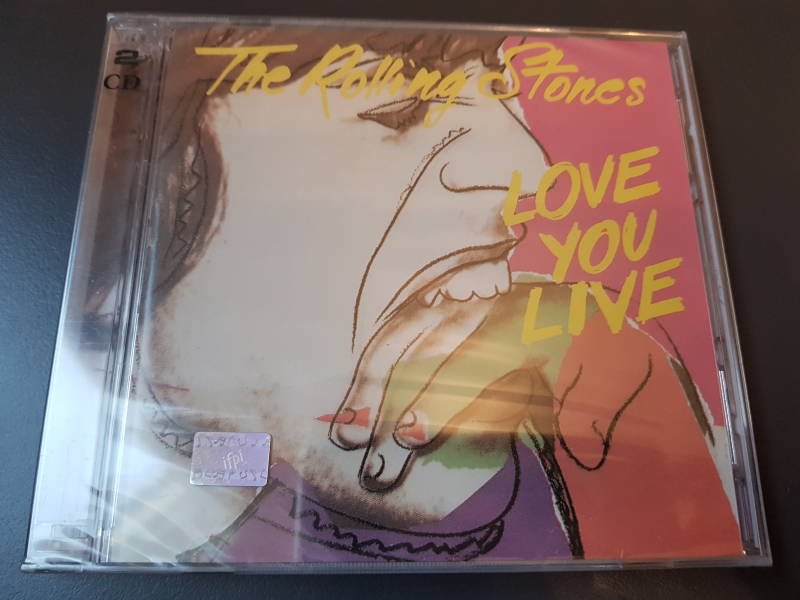 2
CD
The Rolling Stones
LOVE
YOU
LIVE
ifpi